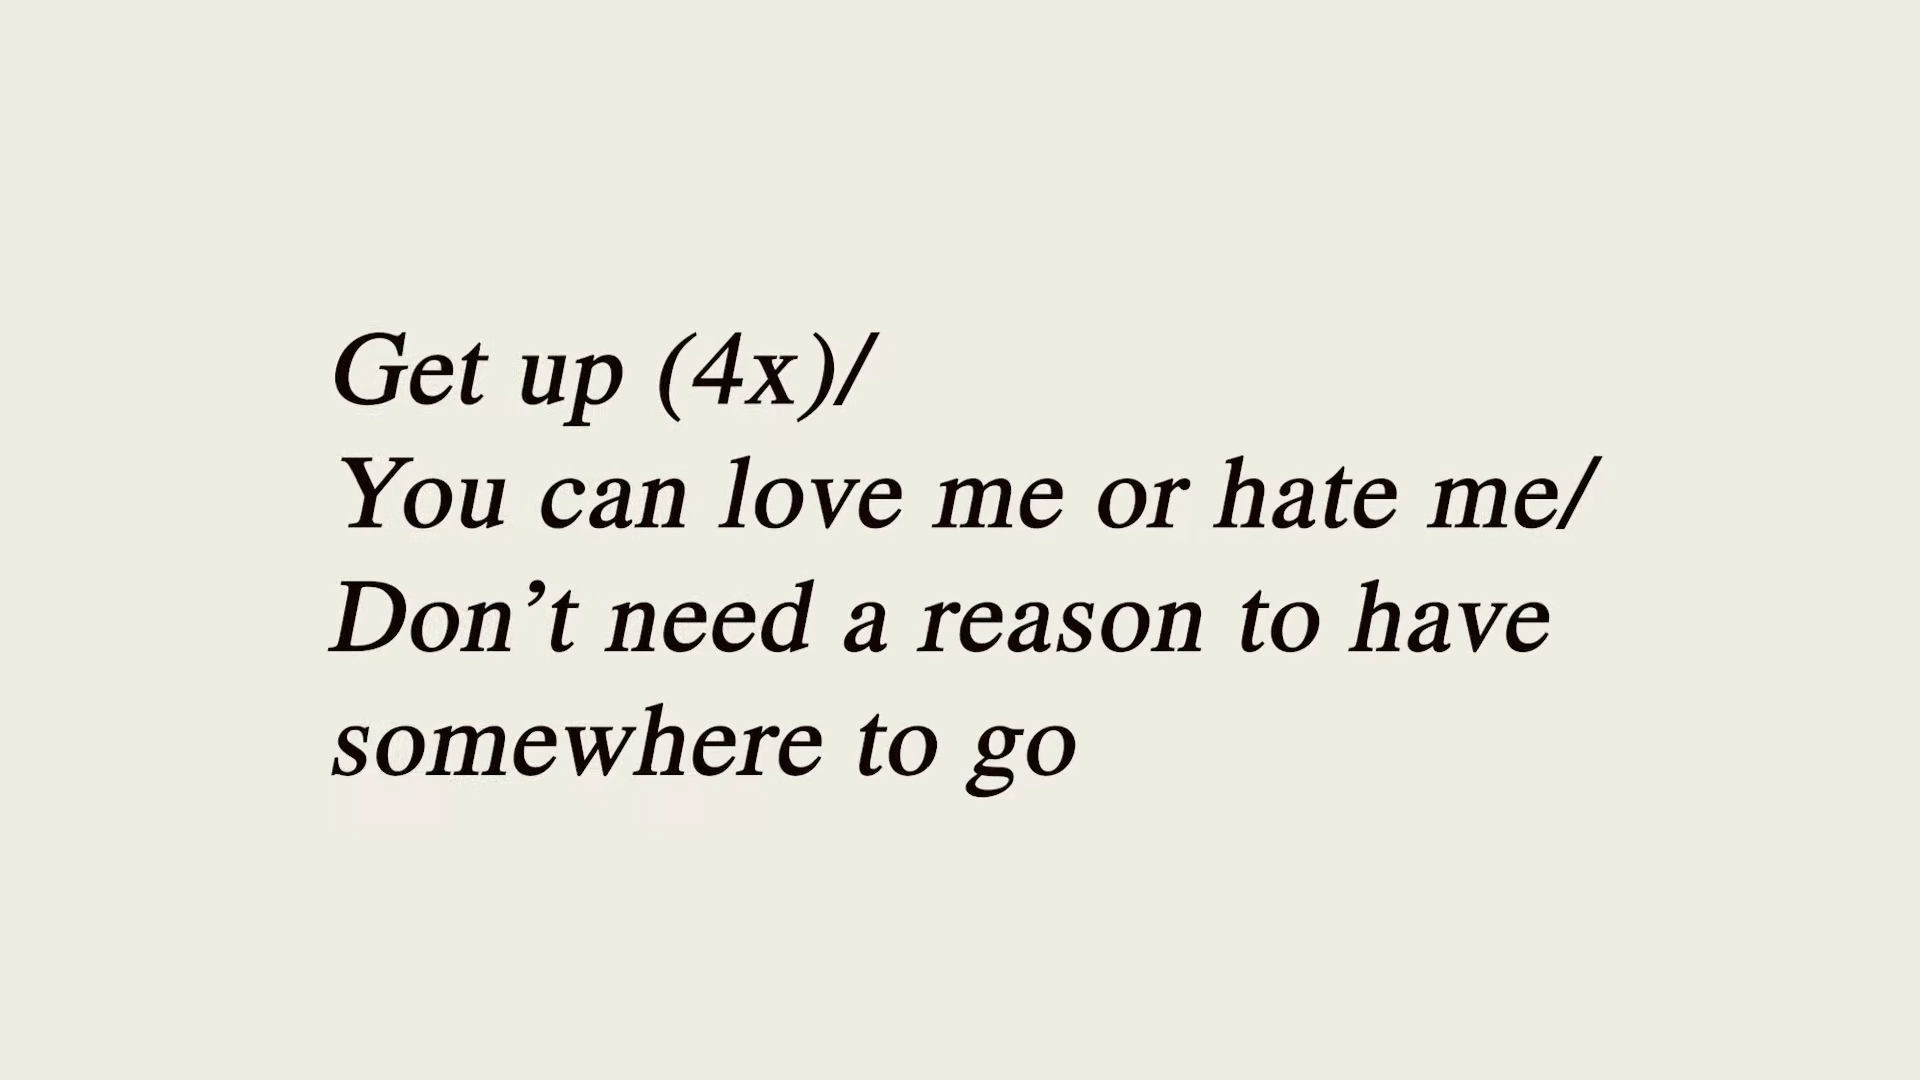 Get up (4x)/
You can love me or hate me/
Don’t need a reason to have
somewhere to go